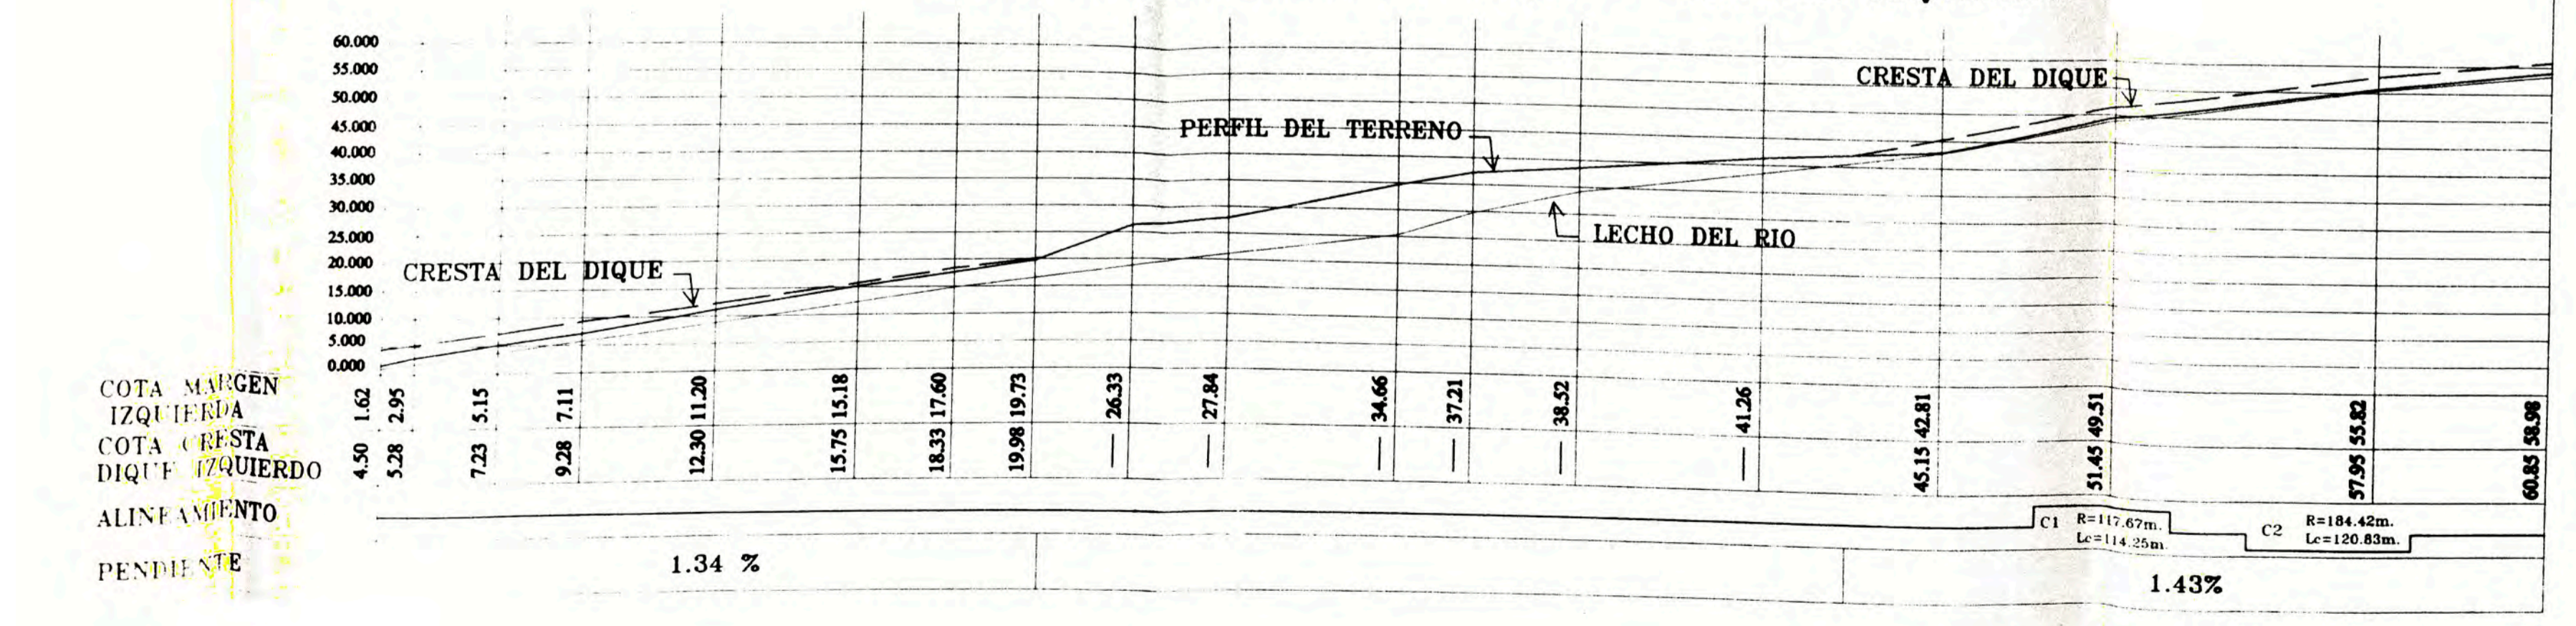 60.000
55.000
50.000
45.000
40.000
35.000
30.000
25.000
20.000
15.000
10.000
5.000
0.000
CRESTA DEL DIQUE
PERFIL DEL TERRENO
CRESTA DEL DIQUE
LECHO DEL RIO
COTA MARGEN
IZQUIERDA
1.62 2.95 5.15 7.11 11.20 15.18 17.60 19.73 26.33 27.84 34.66 37.21 38.52 41.26 42.81 49.51 55.82 58.98
COTA CRESTA
DIQUE IZQUIERDO
4.50 5.28 7.23 9.28 12.30 15.75 18.33 19.98 — — — — — — 45.15 51.45 57.95 60.85
ALINEAMIENTO
C1 R=117.67m.
Lc=114.25m.
C2 R=184.42m.
Lc=120.83m.
PENDIENTE
1.34 %
1.43%